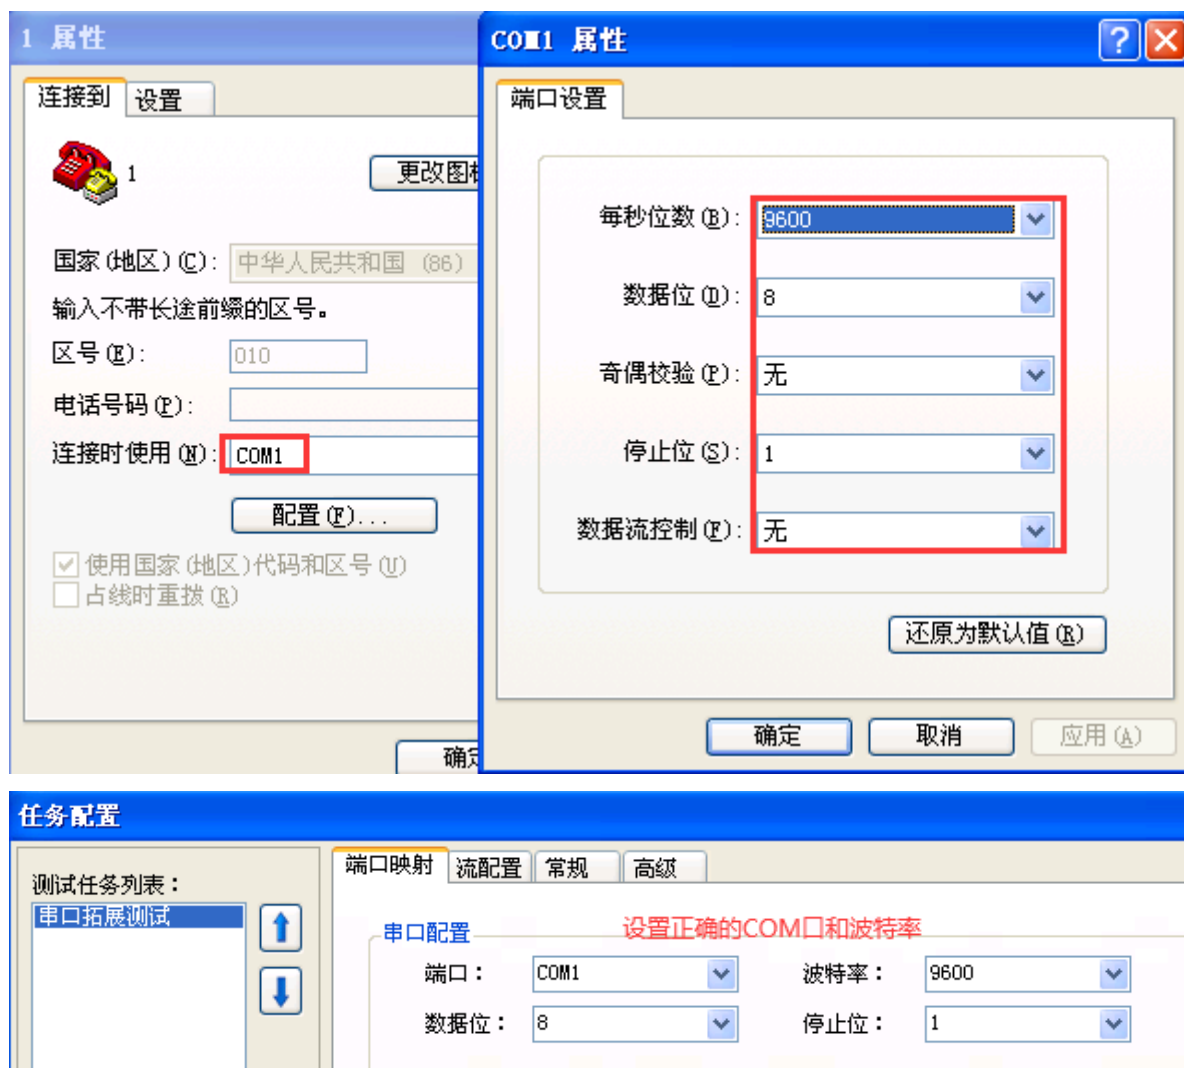 1 属性
连接到 设置
1
更改图标
国家(地区)(C): 中华人民共和国 (86)
输入不带长途前缀的区号。
区号(E): 010
电话号码(P):
连接时使用(N): COM1
配置(F)...
使用国家(地区)代码和区号(U)
占线时重拨(R)
确定
COM1 属性
端口设置
每秒位数(B): 9600
数据位(D): 8
奇偶校验(P): 无
停止位(S): 1
数据流控制(F): 无
还原为默认值(R)
确定 取消 应用(A)
任务配置
测试任务列表:
串口拓展测试
端口映射 流配置 常规 高级
串口配置 设置正确的COM口和波特率
端口: COM1 波特率: 9600
数据位: 8 停止位: 1